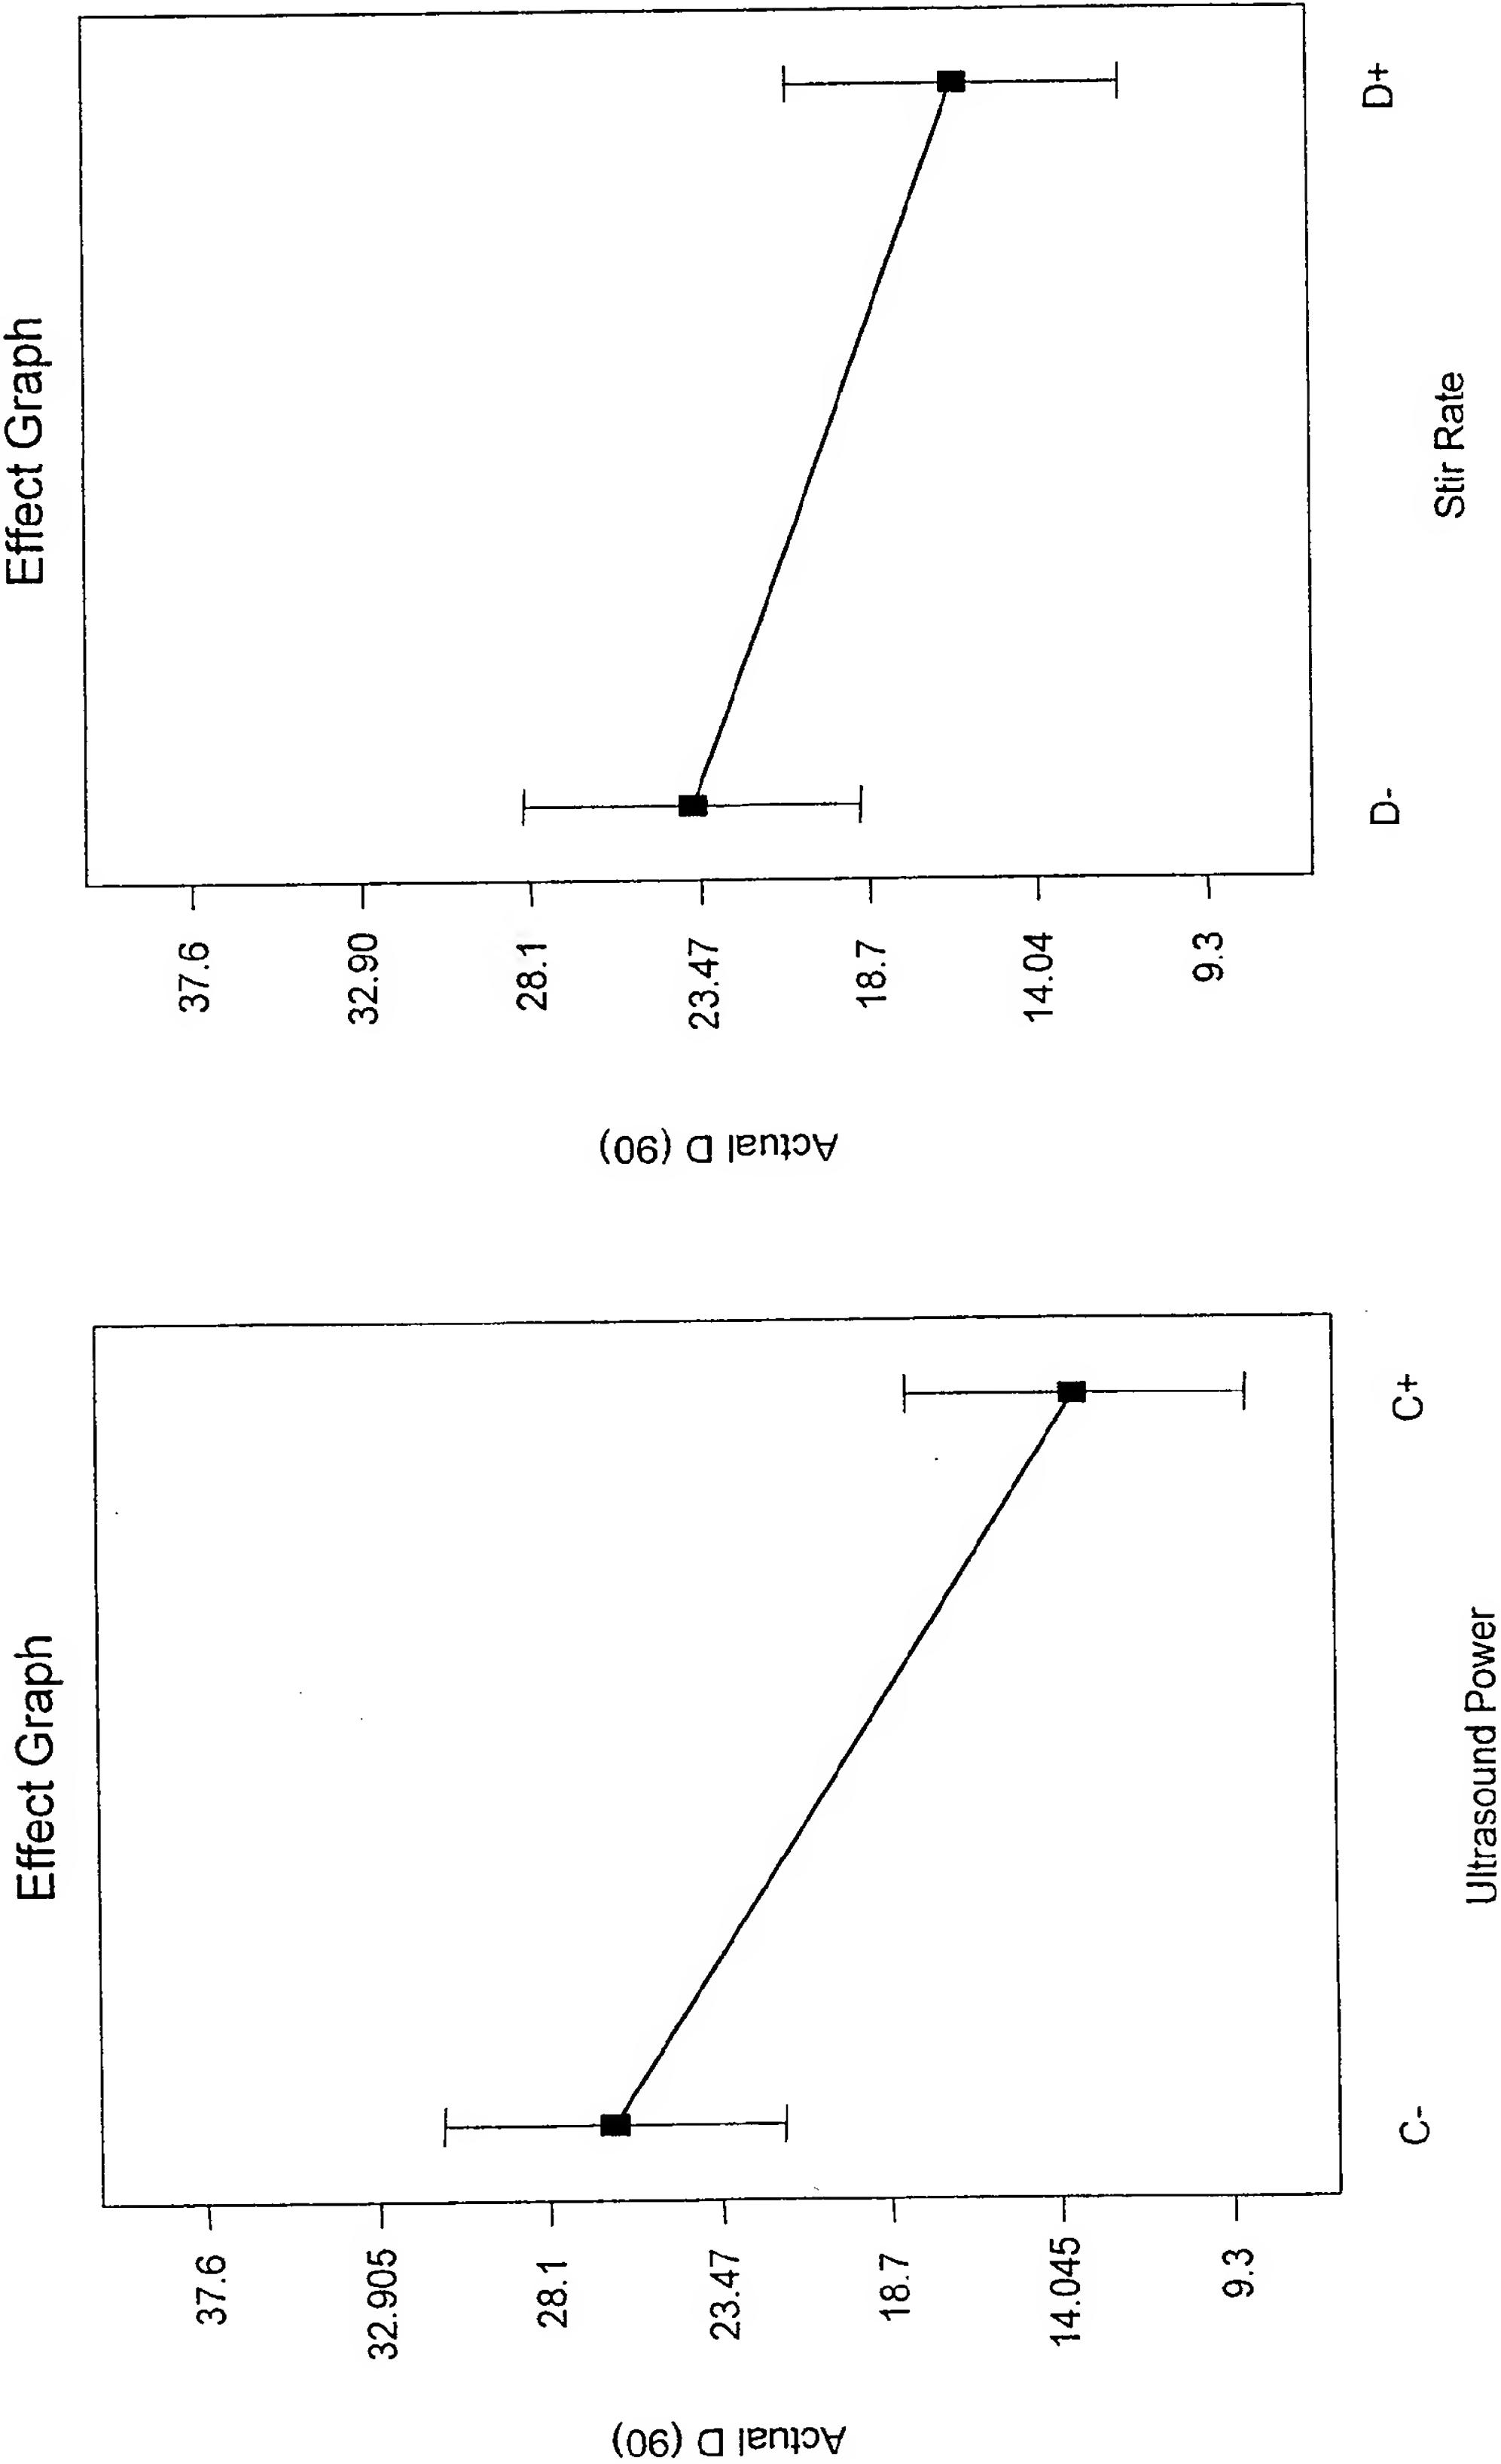 Effect Graph
37.6
32.905
28.1
23.47
18.7
14.045
9.3
Actual D (90)
C-
C+
Ultrasound Power
Effect Graph
37.6
32.90
28.1
23.47
18.7
14.04
9.3
Actual D (90)
D-
D+
Stir Rate